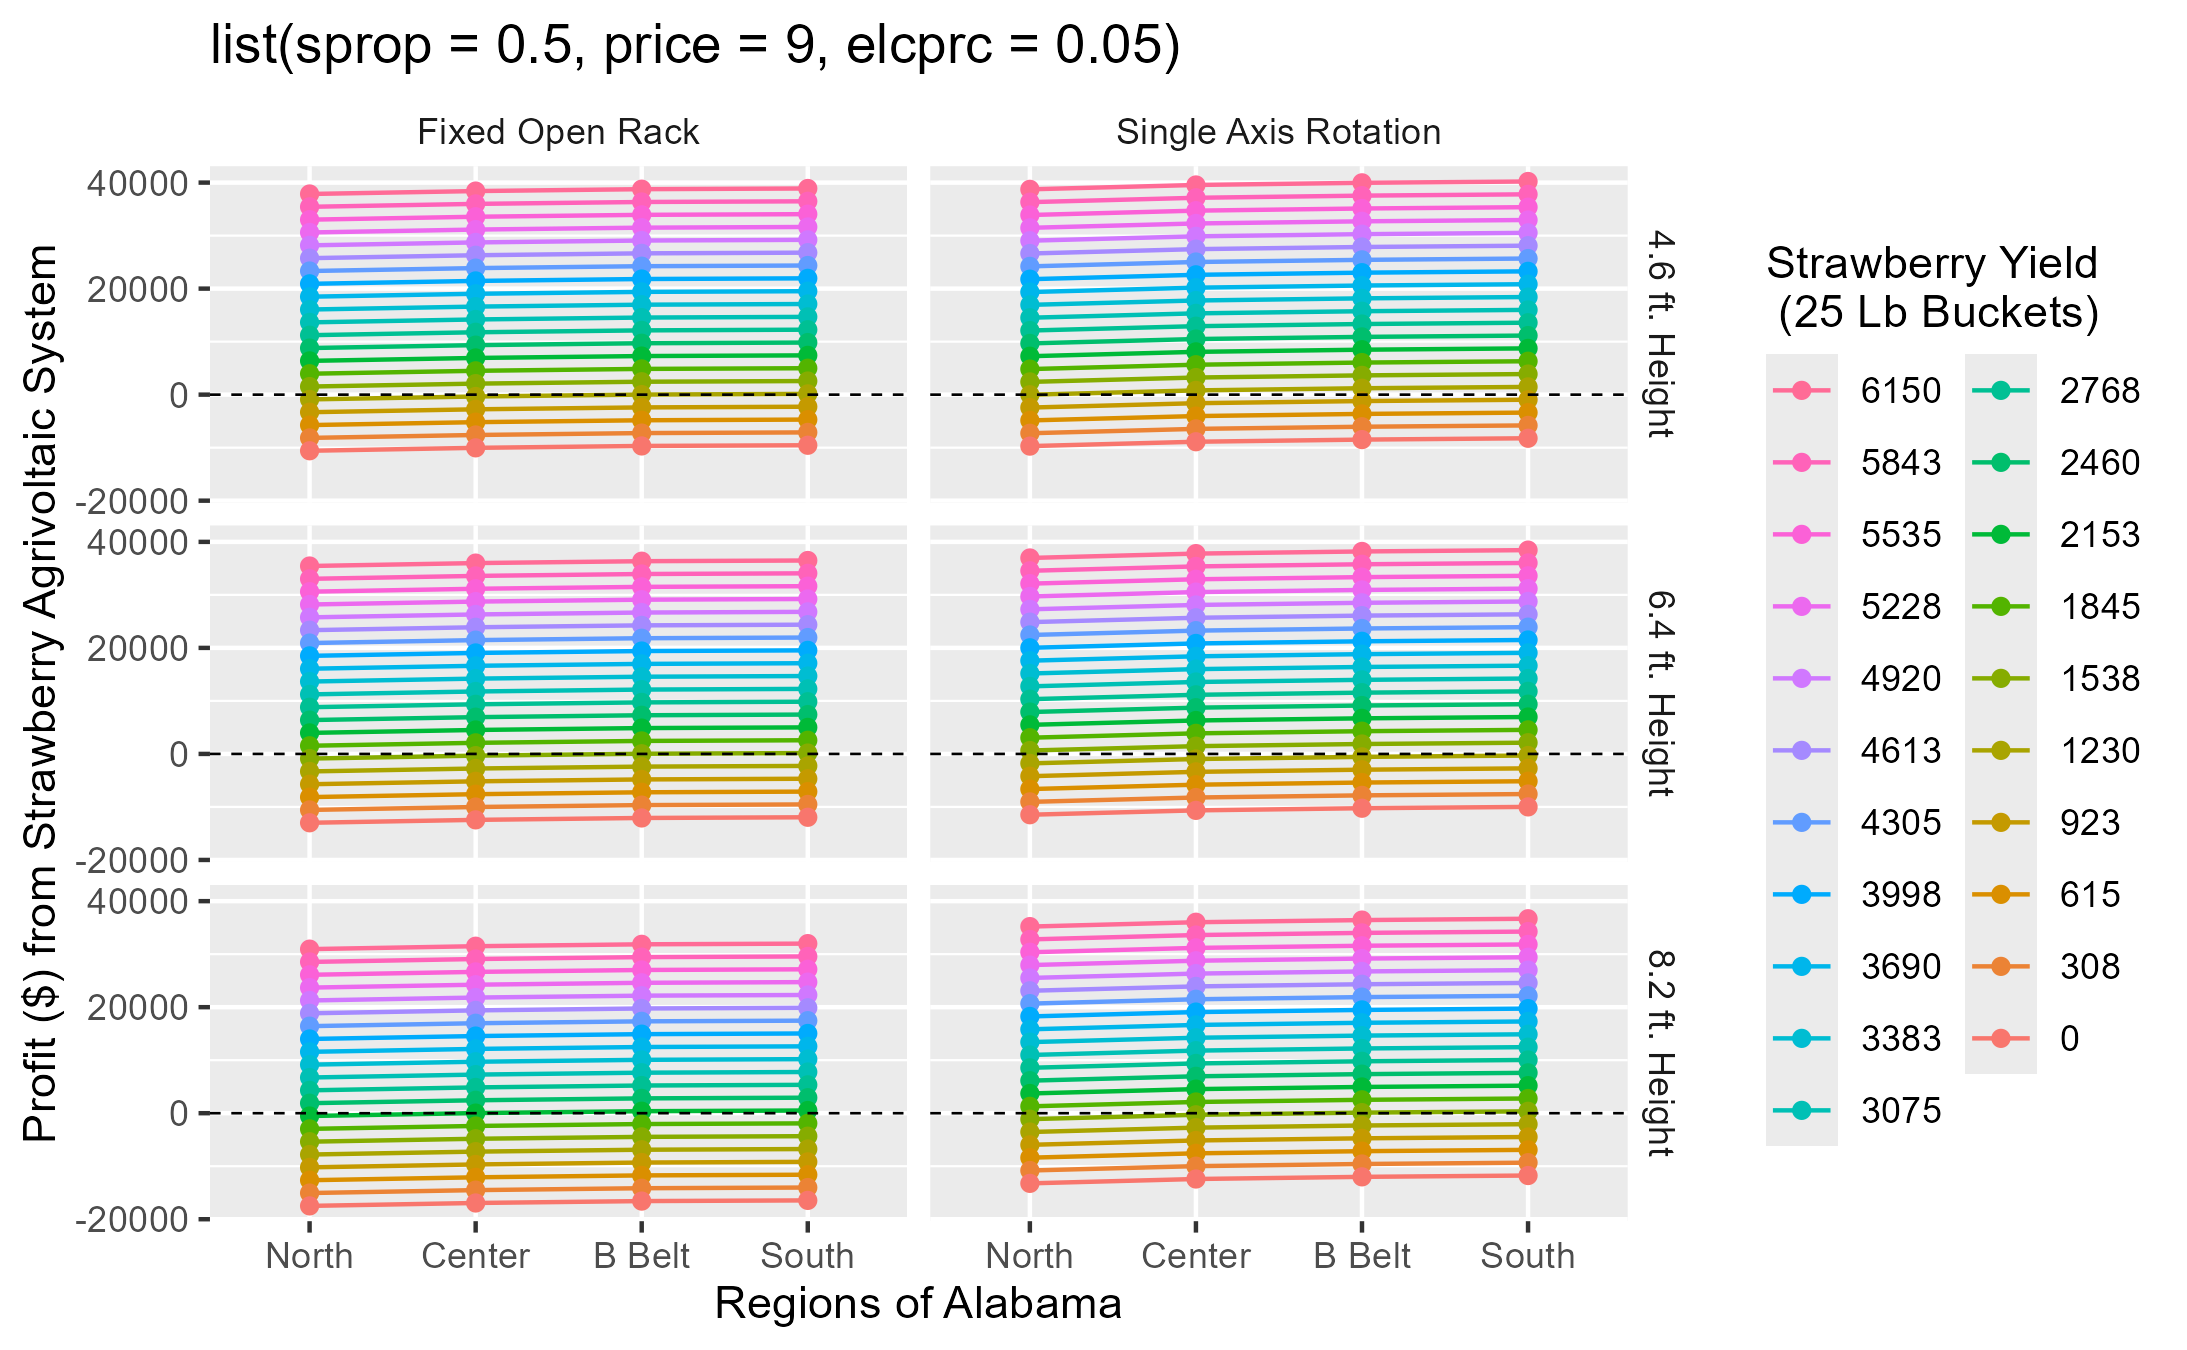 list(sprop = 0.5, price = 9, elcprc = 0.05)
Fixed Open Rack
Single Axis Rotation
Profit ($) from Strawberry Agrivoltaic System
40000
20000
0
-20000
4.6 ft. Height
40000
20000
0
-20000
6.4 ft. Height
40000
20000
0
-20000
8.2 ft. Height
North Center B Belt South
North Center B Belt South
Regions of Alabama
Strawberry Yield
(25 Lb Buckets)
6150
5843
5535
5228
4920
4613
4305
3998
3690
3383
3075
2768
2460
2153
1845
1538
1230
923
615
308
0